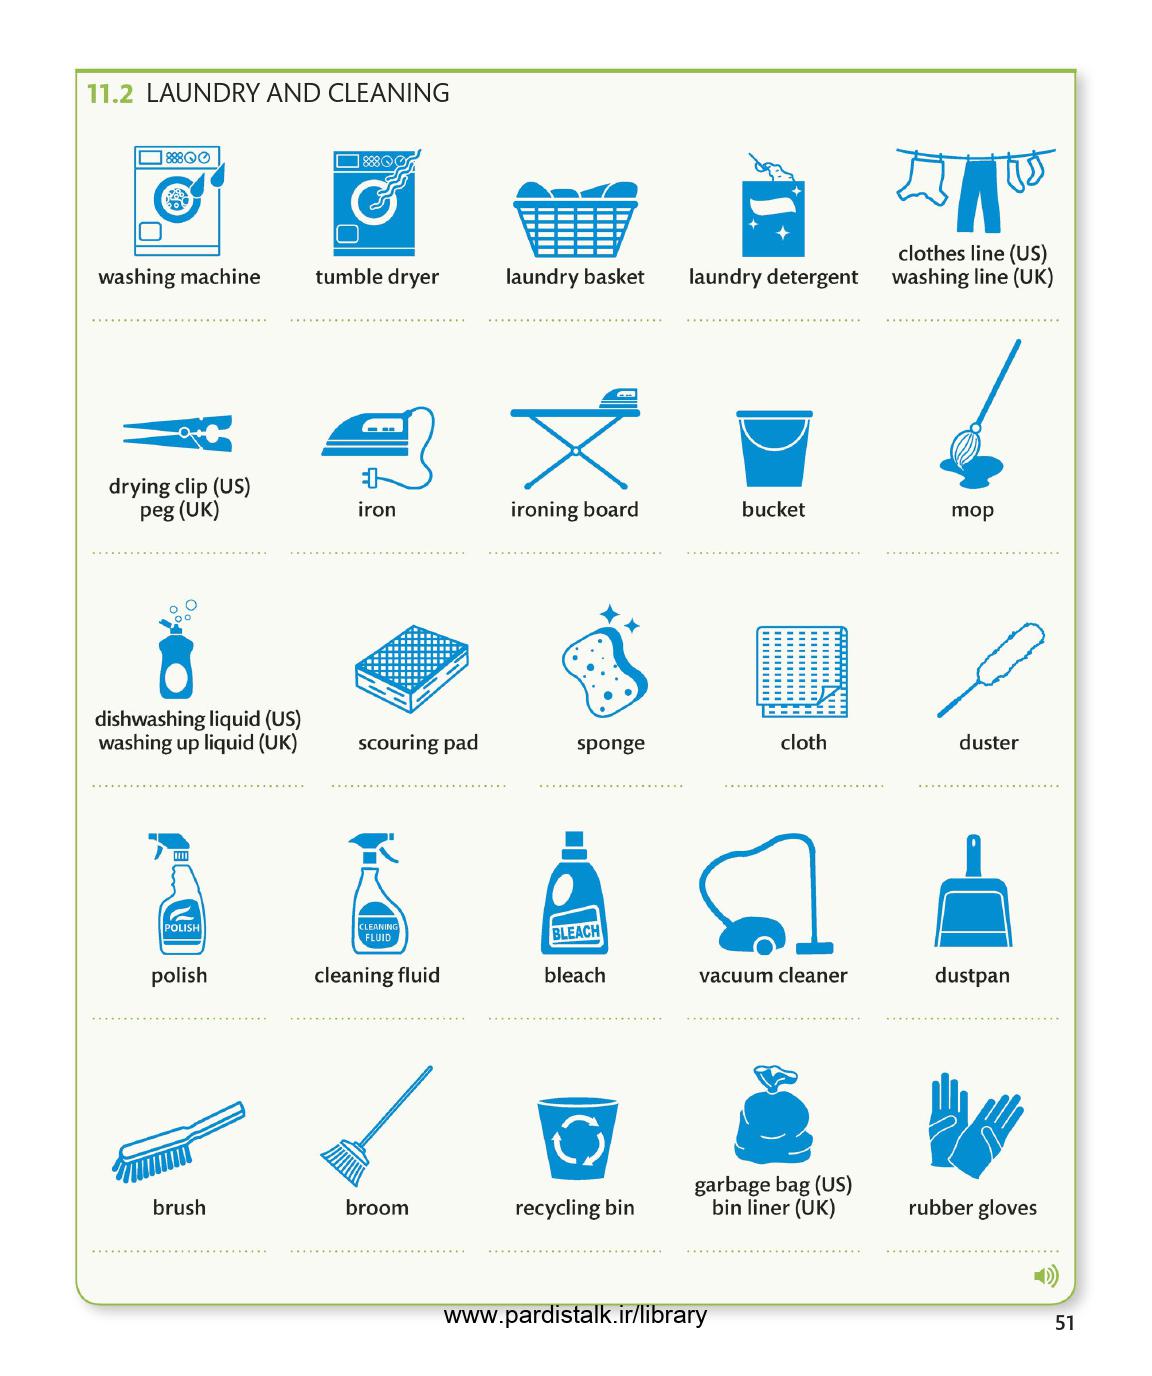 11.2 LAUNDRY AND CLEANING
washing machine
tumble dryer
laundry basket
laundry detergent
clothes line (US)
washing line (UK)
drying clip (US)
peg (UK)
iron
ironing board
bucket
mop
dishwashing liquid (US)
washing up liquid (UK)
scouring pad
sponge
cloth
duster
POLISH
polish
CLEANING
FLUID
cleaning fluid
BLEACH
bleach
vacuum cleaner
dustpan
brush
broom
recycling bin
garbage bag (US)
bin liner (UK)
rubber gloves
www.pardistalk.ir/library
51